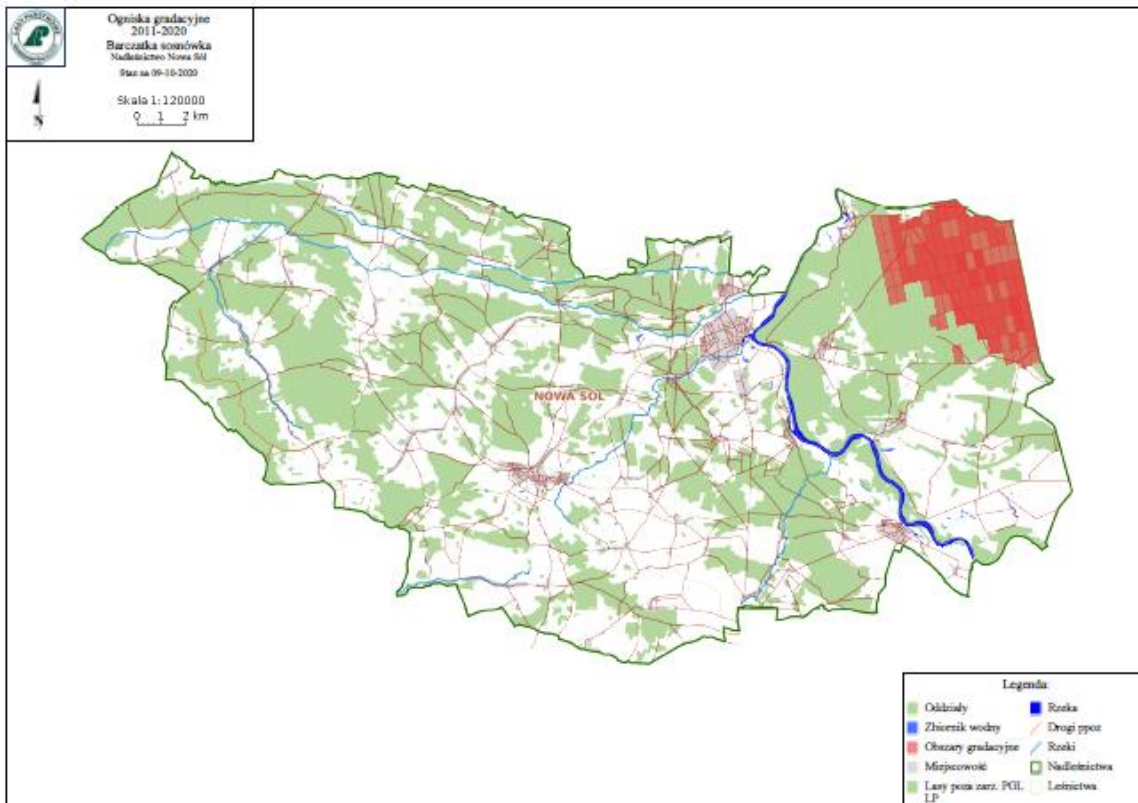 Ogniska gradacyjne
2011-2020
Barczatka sosnówka
Nadleśnictwo Nowa Sól
Stan na 09-10-2020
Skala 1:120000
0 1 2 km
N
NOWA SÓL
Legenda:
Oddziały
Zbiornik wodny
Obszary gradacyjne
Miejscowość
Lasy poza zarz. PGL
LP
Rzeka
Drogi ppoż
Rzeki
Nadleśnictwa
Leśnictwa